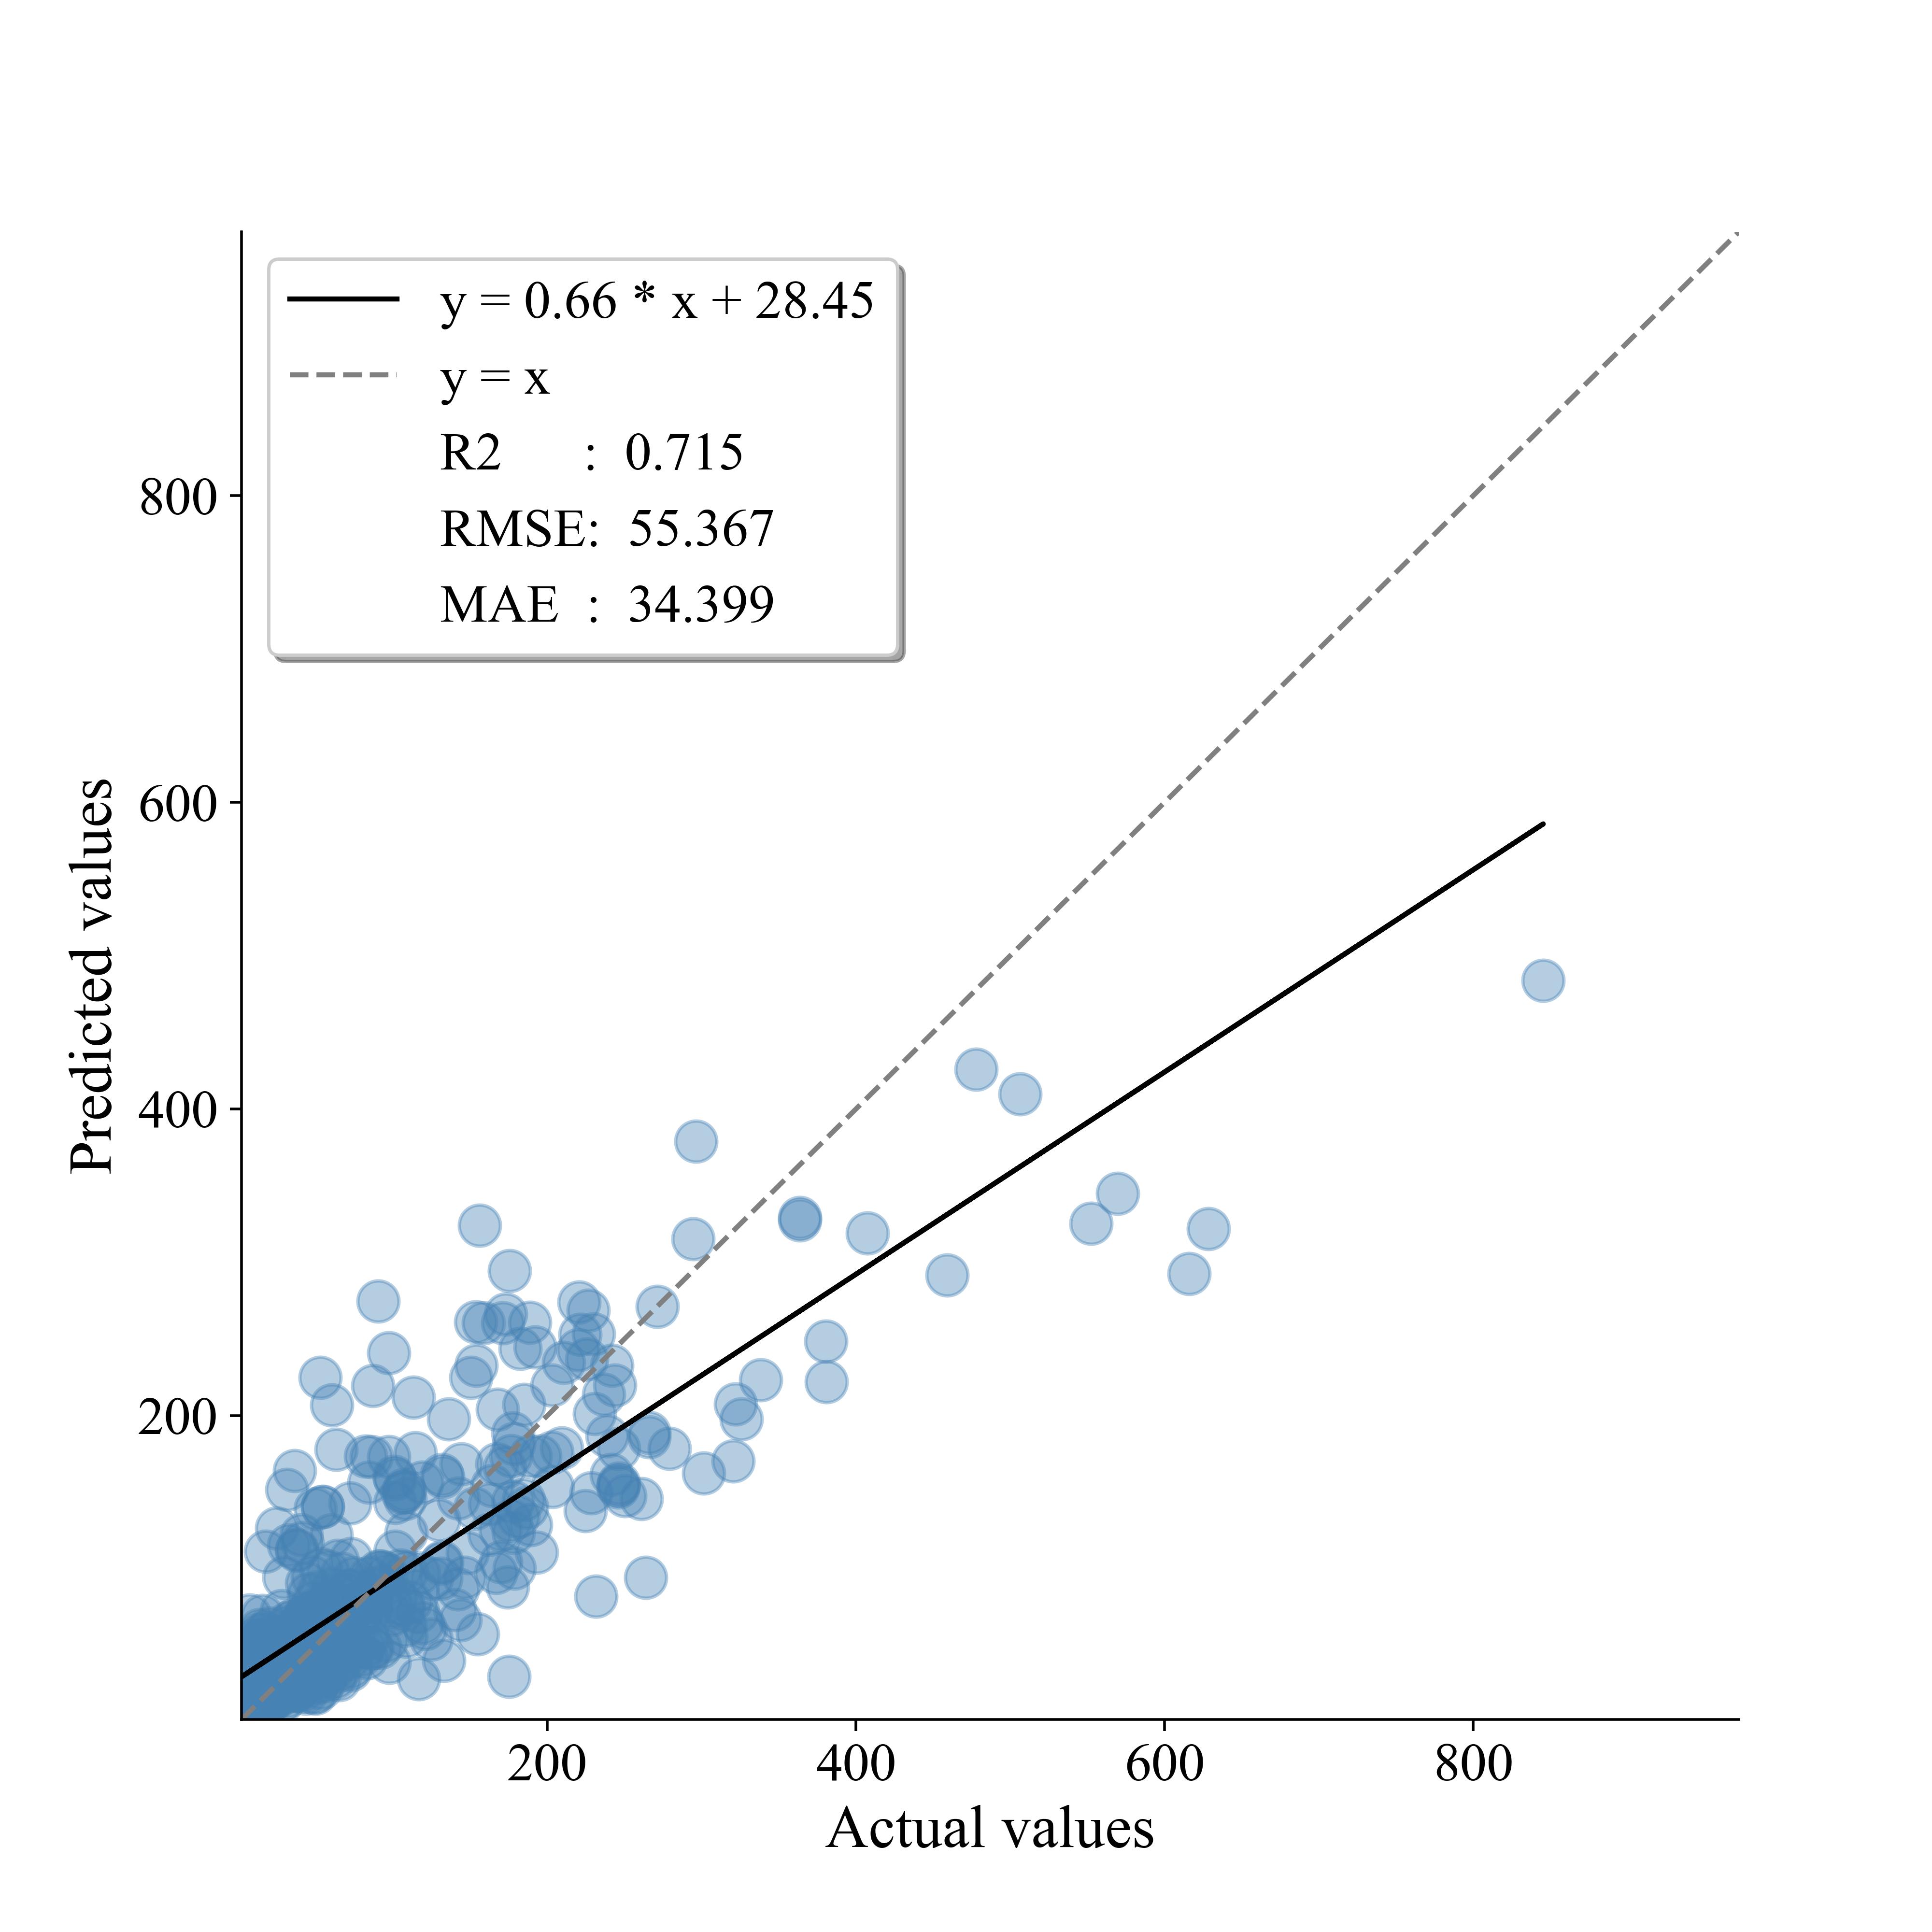 y = 0.66 * x + 28.45
y = x
R2 : 0.715
RMSE: 55.367
MAE : 34.399
800
600
400
200
Predicted values
200 400 600 800
Actual values